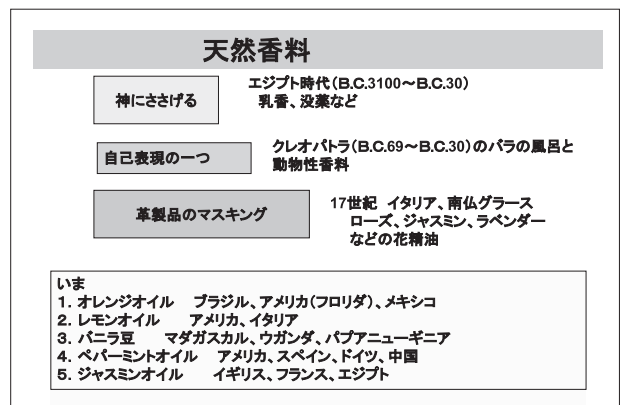 天然香料
神にささげる
エジプト時代(B.C.3100～B.C.30)
乳香、没薬など
自己表現の一つ
クレオパトラ(B.C.69～B.C.30)のバラの風呂と
動物性香料
革製品のマスキング
17世紀 イタリア、南仏グラース
ローズ、ジャスミン、ラベンダー
などの花精油
いま
1. オレンジオイル ブラジル、アメリカ(フロリダ)、メキシコ
2. レモンオイル アメリカ、イタリア
3. バニラ豆 マダガスカル、ウガンダ、パプアニューギニア
4. ペパーミントオイル アメリカ、スペイン、ドイツ、中国
5. ジャスミンオイル イギリス、フランス、エジプト